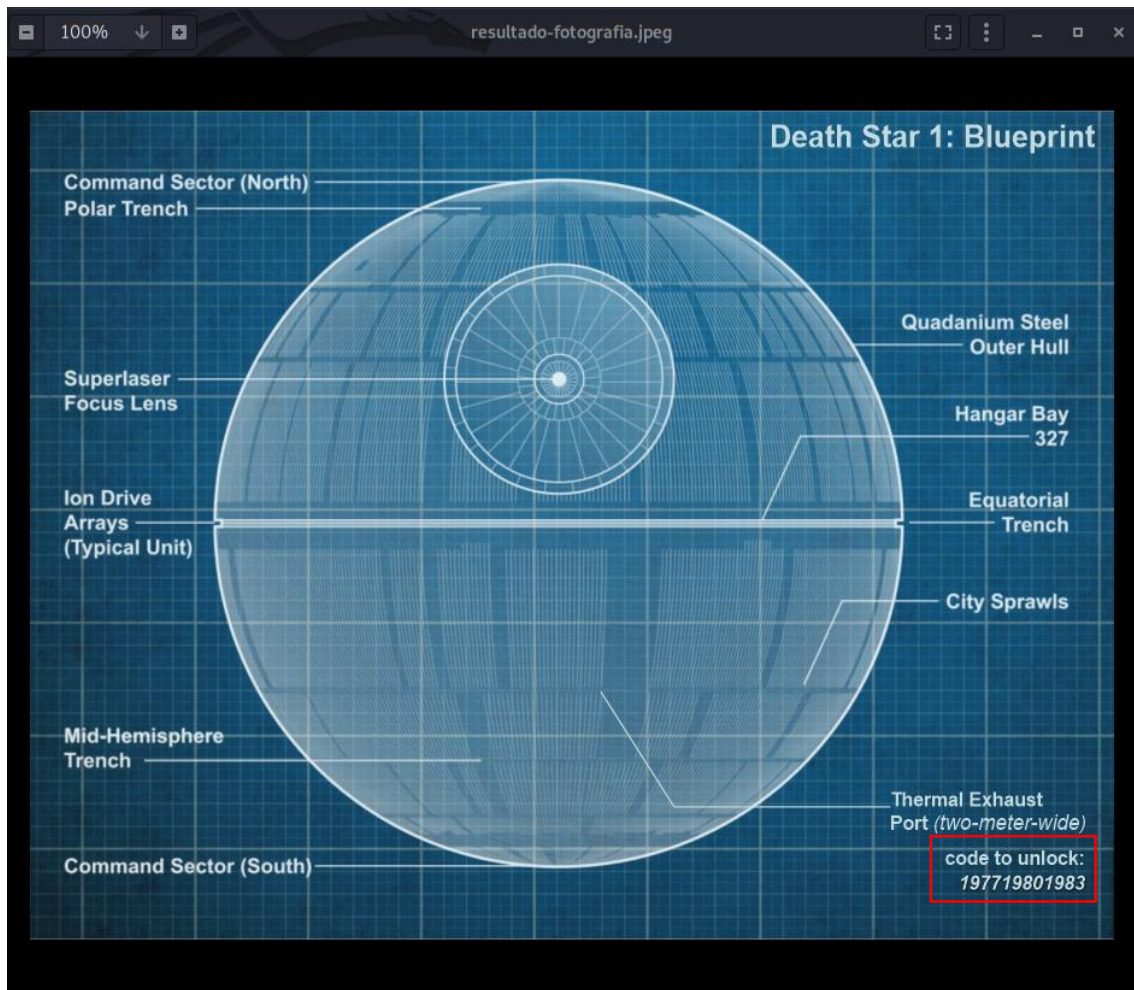 100%
resultado-fotografia.jpeg
Death Star 1: Blueprint
Command Sector (North)
Polar Trench
Quadanium Steel
Outer Hull
Superlaser
Focus Lens
Hangar Bay
327
Ion Drive
Arrays
(Typical Unit)
Equatorial
Trench
City Sprawls
Mid-Hemisphere
Trench
Thermal Exhaust
Port (two-meter-wide)
code to unlock:
197719801983
Command Sector (South)